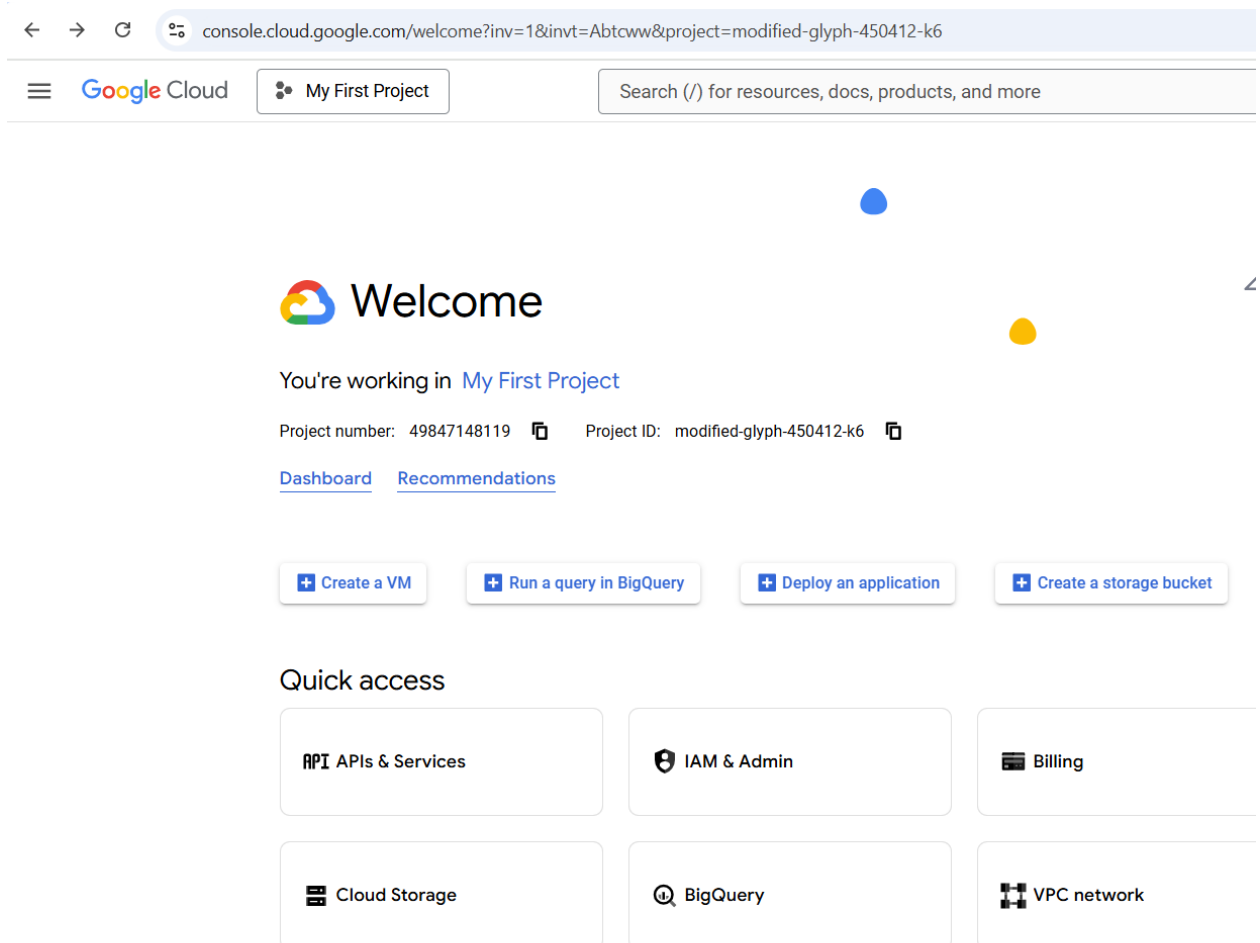 console.cloud.google.com/welcome?inv=1&invt=Abtcww&project=modified-glyph-450412-k6
Google Cloud My First Project Search (/) for resources, docs, products, and more
Welcome
You're working in My First Project
Project number: 49847148119 Project ID: modified-glyph-450412-k6
Dashboard Recommendations
Create a VM Run a query in BigQuery Deploy an application Create a storage bucket
Quick access
API APIs & Services IAM & Admin Billing
Cloud Storage BigQuery VPC network